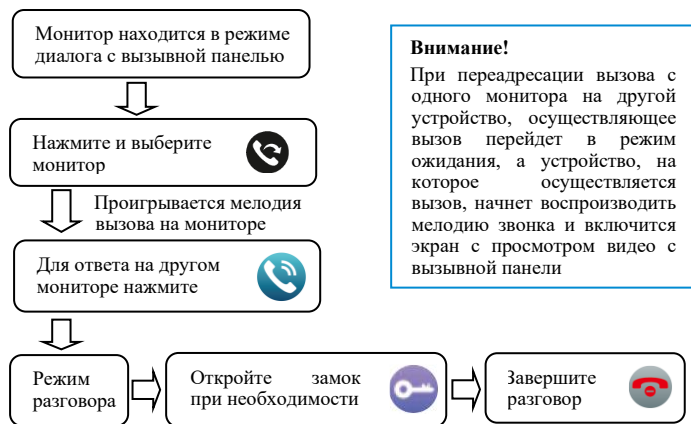 Монитор находится в режиме
диалога с вызывной панелью
Нажмите и выберите
монитор
Проигрывается мелодия
вызова на мониторе
Для ответа на другом
мониторе нажмите
Режим
разговора
Откройте замок
при необходимости
Завершите
разговор
Внимание!
При переадресации вызова с
одного монитора на другой
устройство, осуществляющее
вызов перейдет в режим
ожидания, а устройство, на
которое осуществляется
вызов, начнет воспроизводить
мелодию звонка и включится
экран с просмотром видео с
вызывной панели